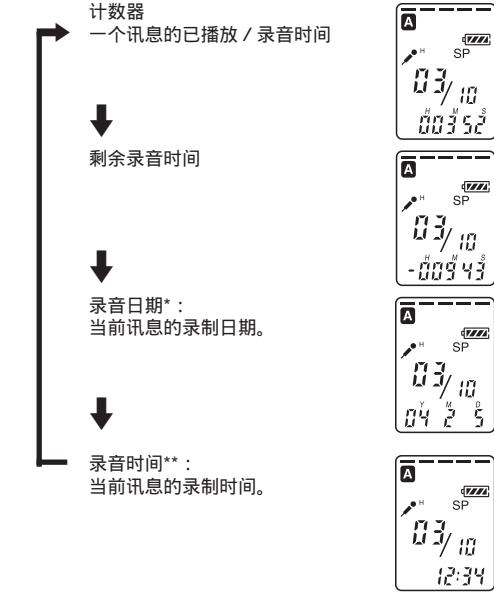 计数器
一个讯息的已播放 / 录音时间
A
H
SP
03/10
H M S
00 3 52
剩余录音时间
A
H
SP
03/10
H M S
-00 9 43
录音日期*：
当前讯息的录制日期。
A
H
SP
03/10
Y M D
04 2 5
录音时间**：
当前讯息的录制时间。
A
H
SP
03/10
12:34